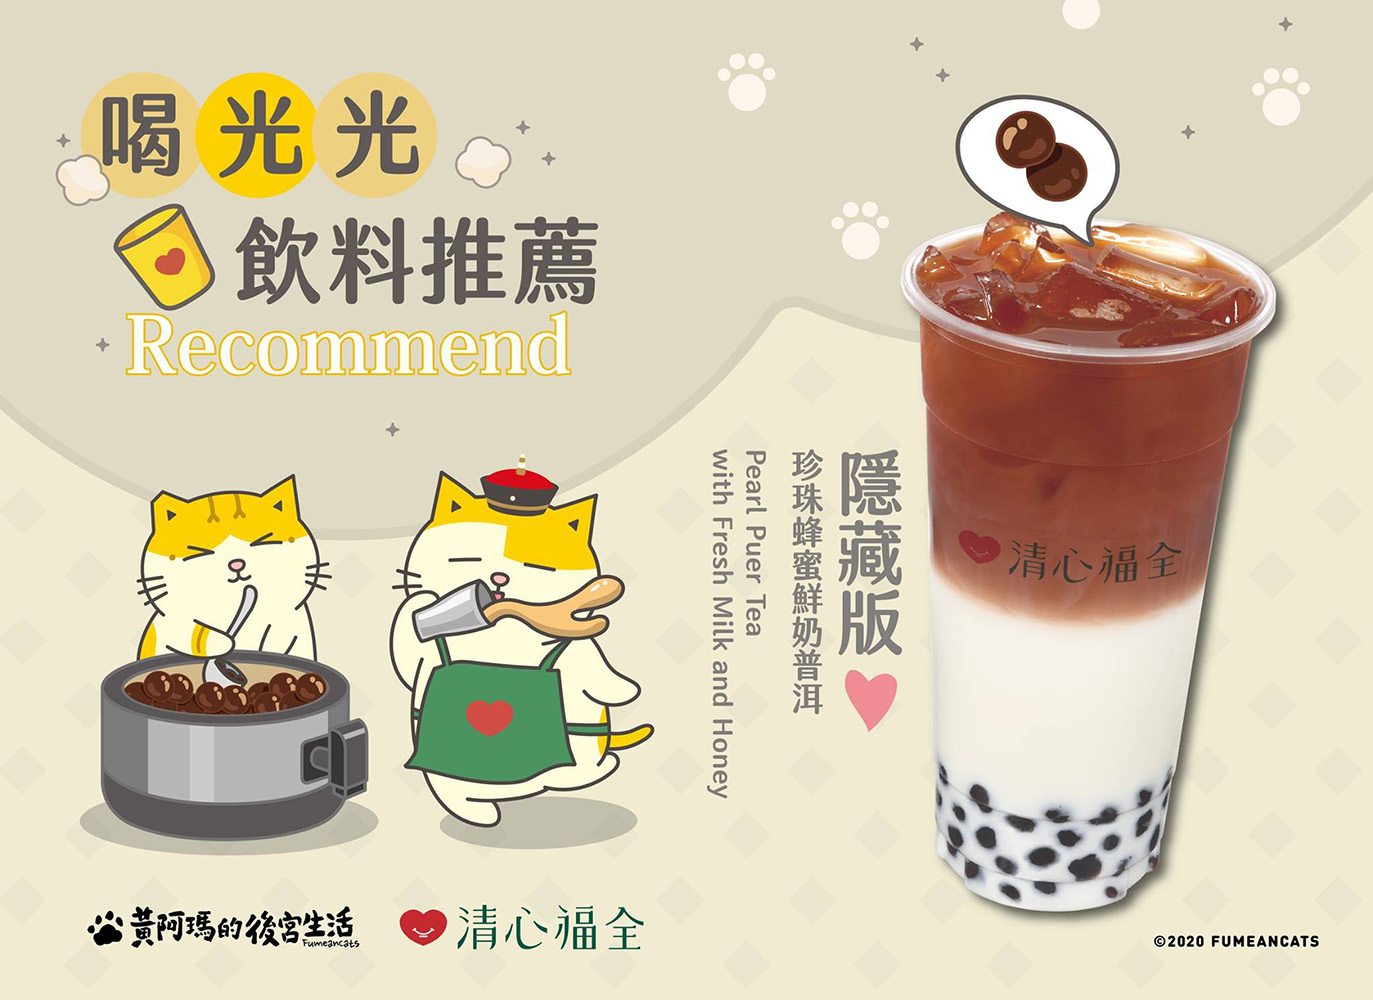 喝光光
飲料推薦
Recommend
隱藏版
珍珠蜂蜜鮮奶普洱
Pearl Puer Tea
with Fresh Milk and Honey
清心福全
黃阿瑪的後宮生活
Fumeancats
清心福全
©2020 FUMEANCATS